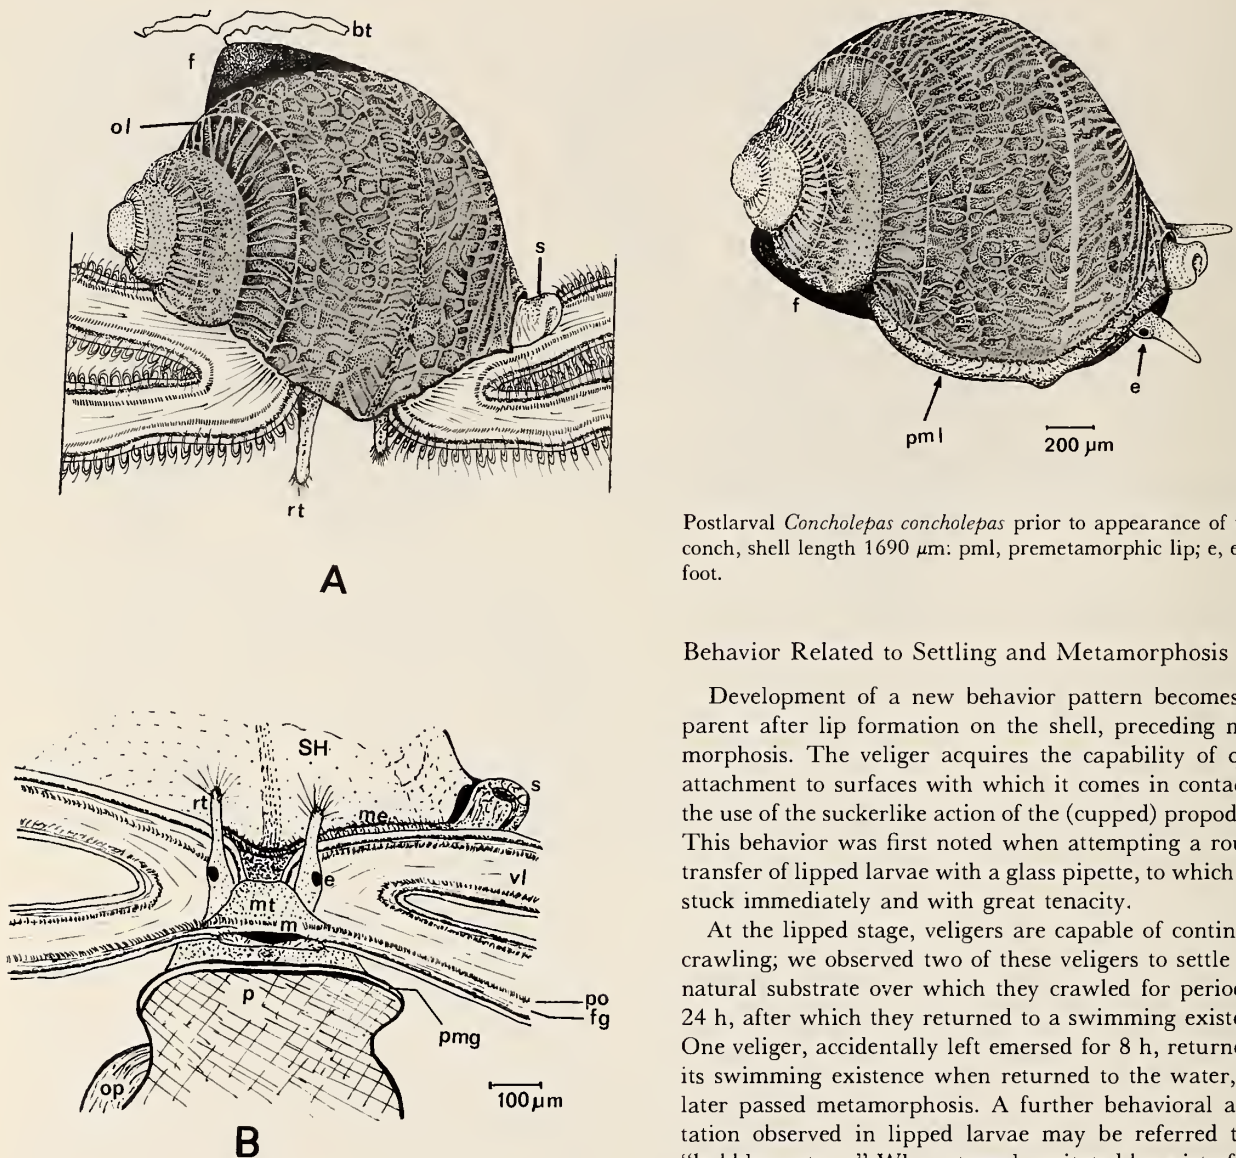 bt
f
ol
s
rt
A
SH
s
rt
me
e
vl
mt
m
p
po
fg
pmg
op
100 µm
B
f
e
pml
200 µm
Postlarval Concholepas concholepas prior to appearance of
conch, shell length 1690 µm: pml, premetamorphic lip; e,
foot.
Behavior Related to Settling and Metamorphosis
Development of a new behavior pattern becomes
parent after lip formation on the shell, preceding
morphosis. The veliger acquires the capability of
attachment to surfaces with which it comes in
the use of the suckerlike action of the (cupped)
This behavior was first noted when attempting a
transfer of lipped larvae with a glass pipette, to which
stuck immediately and with great tenacity.
At the lipped stage, veligers are capable of
crawling; we observed two of these veligers to settle
natural substrate over which they crawled for
24 h, after which they returned to a swimming
One veliger, accidentally left emersed for 8 h,
its swimming existence when returned to the water,
later passed metamorphosis. A further behavioral
tation observed in lipped larvae may be referred